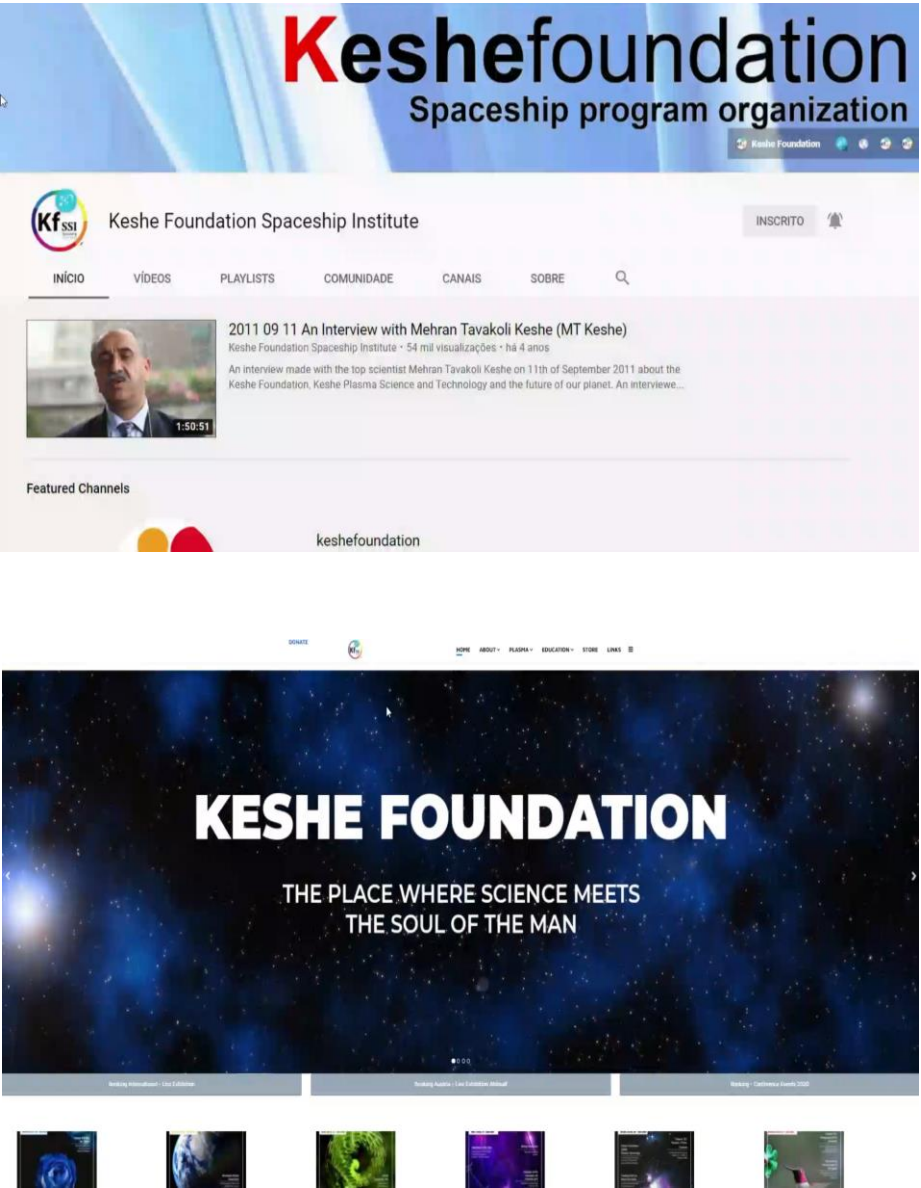 Keshefoundation
Spaceship program organization
Keshe Foundation
Kf SSI
Keshe Foundation Spaceship Institute
INSCRITO
INÍCIO VÍDEOS PLAYLISTS COMUNIDADE CANAIS SOBRE
2011 09 11 An Interview with Mehran Tavakoli Keshe (MT Keshe)
Keshe Foundation Spaceship Institute • 54 mil visualizações • há 4 anos
An interview made with the top scientist Mehran Tavakoli Keshe on 11th of September 2011 about the
Keshe Foundation, Keshe Plasma Science and Technology and the future of our planet. An interviewe...
1:50:51
Featured Channels
keshefoundation
DONATE
HOME ABOUT PLASMA EDUCATION STORE LINKS
KESHE FOUNDATION
THE PLACE WHERE SCIENCE MEETS
THE SOUL OF THE MAN